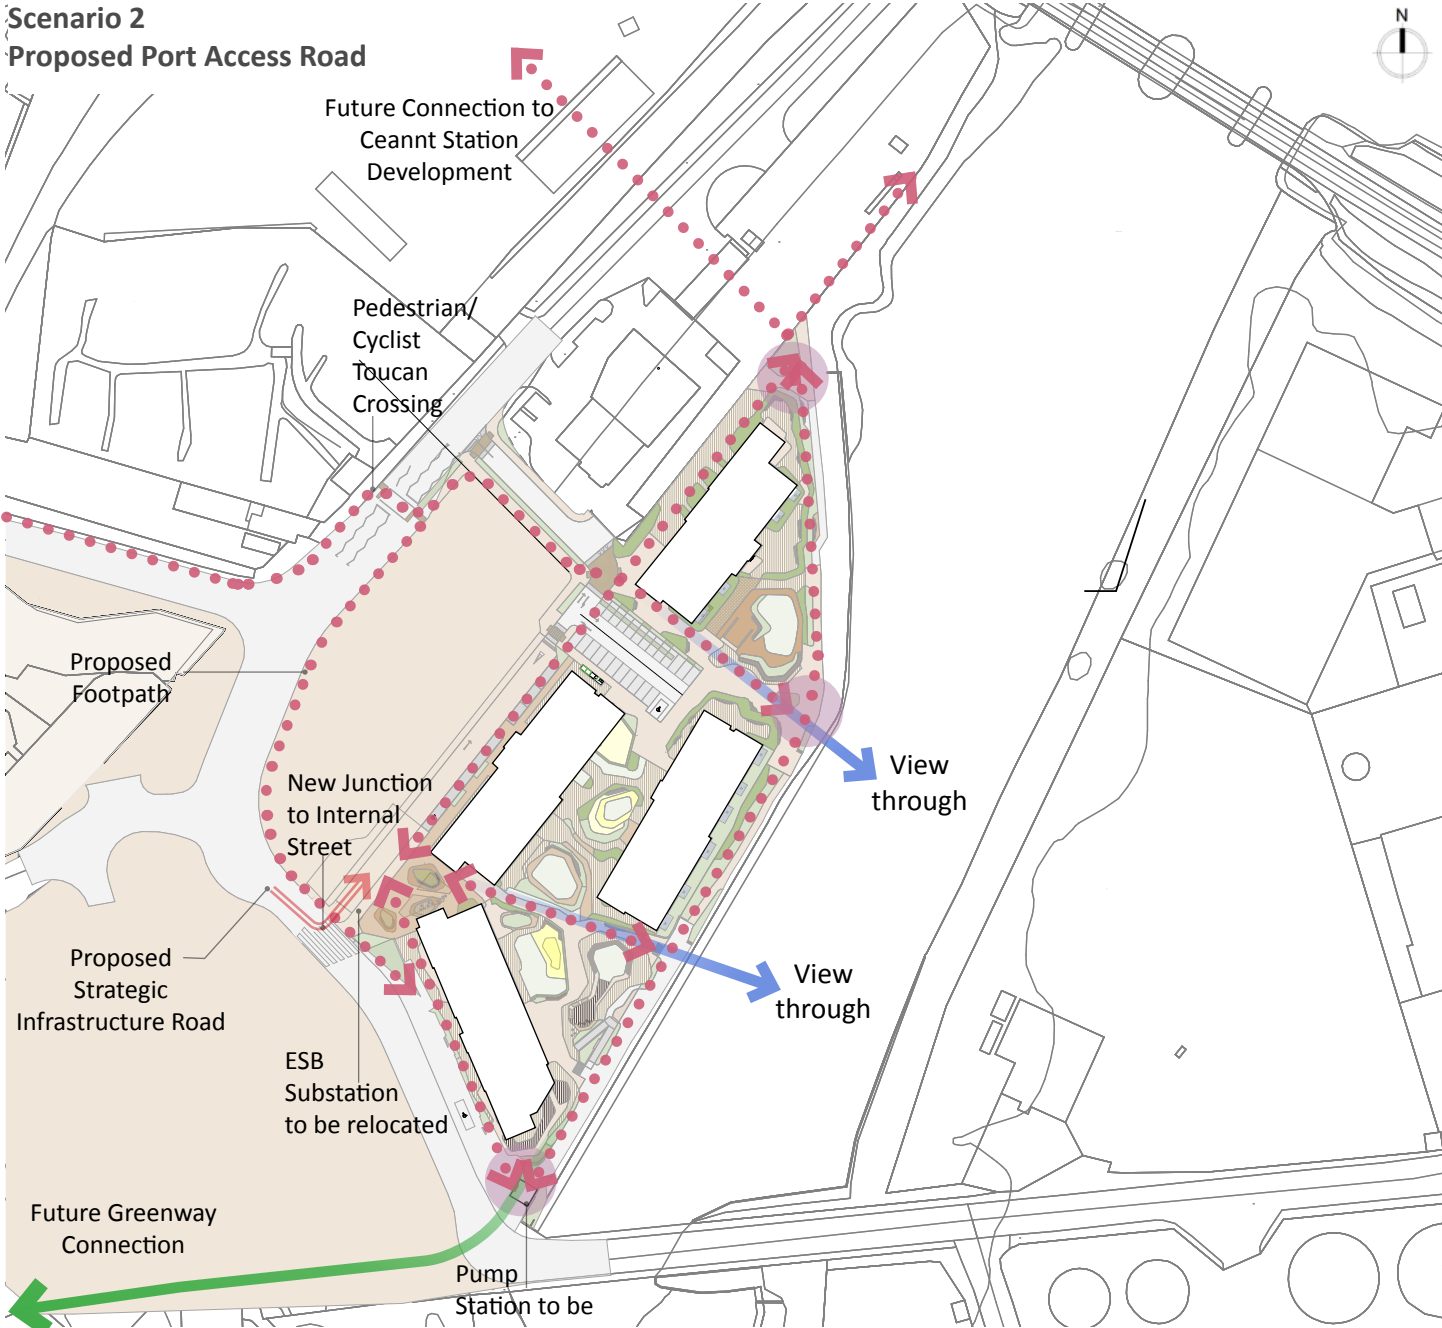 Scenario 2
Proposed Port Access Road
N
Future Connection to
Ceannt Station
Development
Pedestrian/
Cyclist
Toucan
Crossing
Proposed
Footpath
New Junction
to Internal
Street
View
through
Proposed
Strategic
Infrastructure Road
View
through
ESB
Substation
to be relocated
Future Greenway
Connection
Pump
Station to be